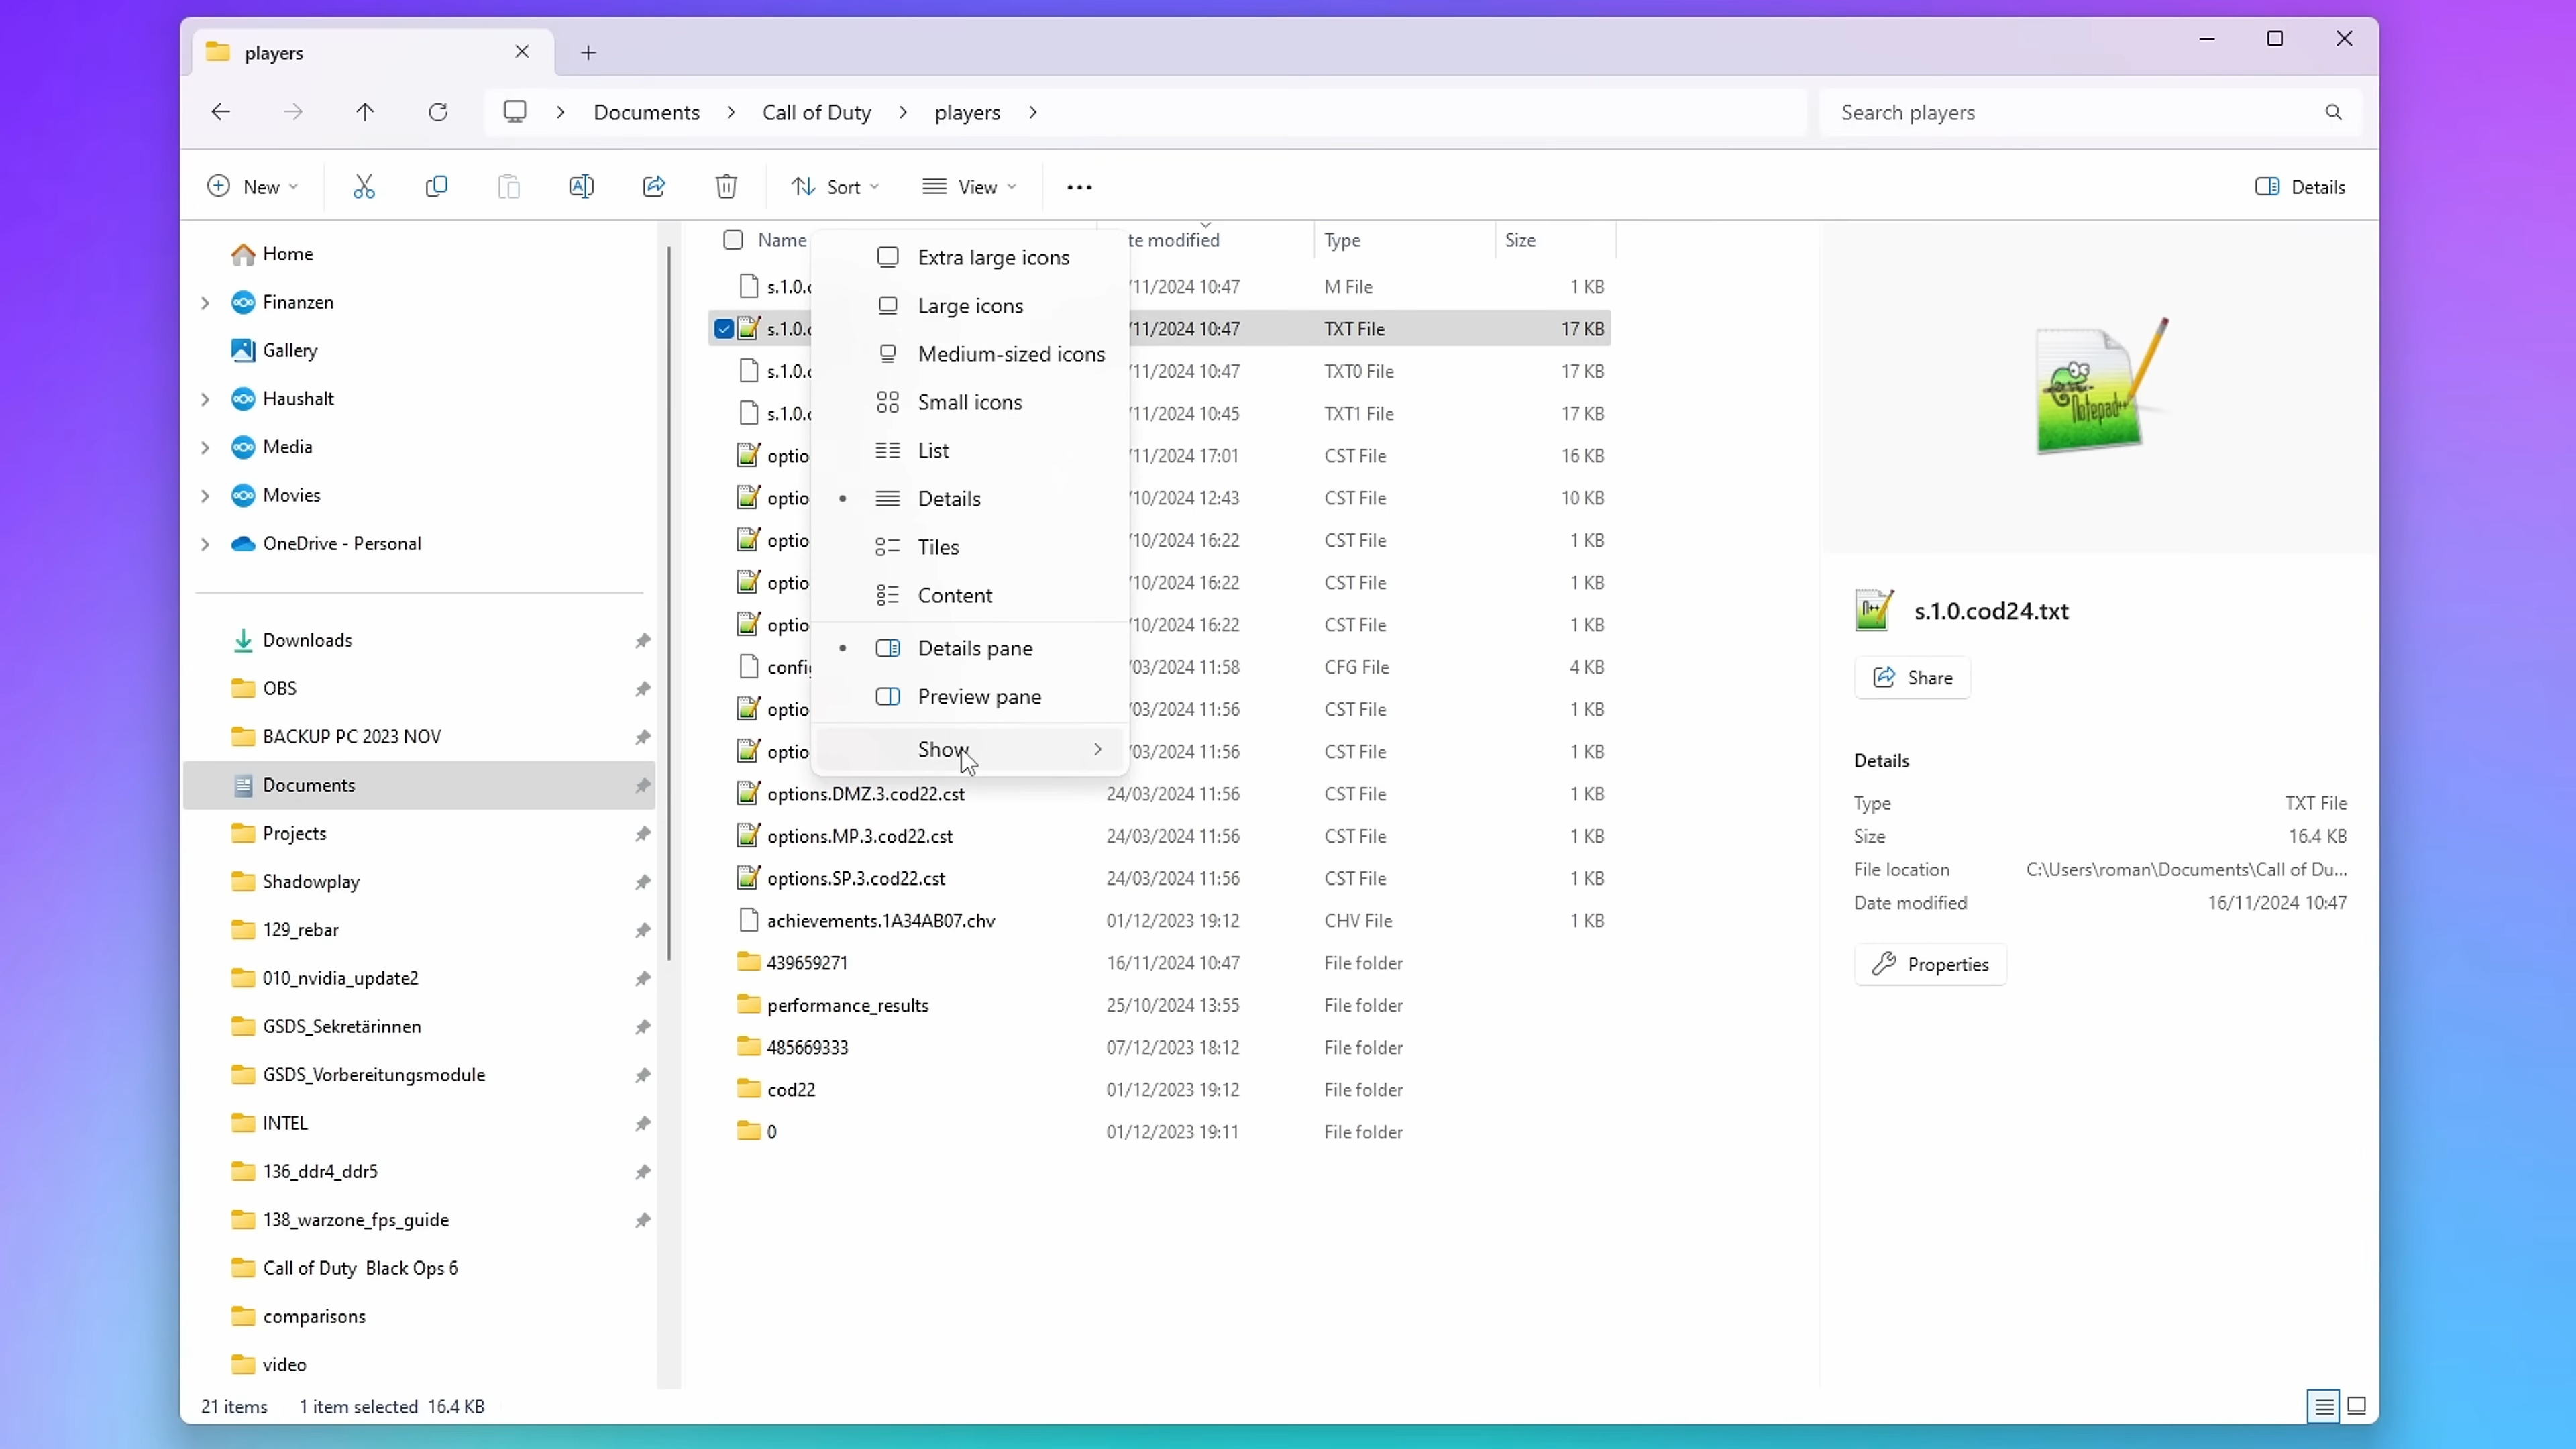 players
Documents
Call of Duty
players
Search players
New
Sort
View
Details
Home
Finanzen
Gallery
Haushalt
Media
Movies
OneDrive - Personal
Downloads
OBS
BACKUP PC 2023 NOV
Documents
Projects
Shadowplay
129_rebar
010_nvidia_update2
GSDS_Sekretärinnen
GSDS_Vorbereitungsmodule
INTEL
136_ddr4_ddr5
138_warzone_fps_guide
Call of Duty Black Ops 6
comparisons
video
Name te modified Type Size
s.1.0. /11/2024 10:47 M File 1 KB
s.1.0. /11/2024 10:47 TXT File 17 KB
s.1.0. /11/2024 10:47 TXT0 File 17 KB
s.1.0. /11/2024 10:45 TXT1 File 17 KB
optio /11/2024 17:01 CST File 16 KB
optio /10/2024 12:43 CST File 10 KB
optio /10/2024 16:22 CST File 1 KB
optio /10/2024 16:22 CST File 1 KB
optio /10/2024 16:22 CST File 1 KB
config /03/2024 11:58 CFG File 4 KB
optio /03/2024 11:56 CST File 1 KB
optio /03/2024 11:56 CST File 1 KB
options.DMZ.3.cod22.cst 24/03/2024 11:56 CST File 1 KB
options.MP.3.cod22.cst 24/03/2024 11:56 CST File 1 KB
options.SP.3.cod22.cst 24/03/2024 11:56 CST File 1 KB
achievements.1A34AB07.chv 01/12/2023 19:12 CHV File 1 KB
439659271 16/11/2024 10:47 File folder
performance_results 25/10/2024 13:55 File folder
485669333 07/12/2023 18:12 File folder
cod22 01/12/2023 19:12 File folder
0 01/12/2023 19:11 File folder
Extra large icons
Large icons
Medium-sized icons
Small icons
List
Details
Tiles
Content
Details pane
Preview pane
Show
Notepad++
s.1.0.cod24.txt
Share
Details
Type TXT File
Size 16.4 KB
File location C:\Users\roman\Documents\Call of Du...
Date modified 16/11/2024 10:47
Properties
21 items 1 item selected 16.4 KB